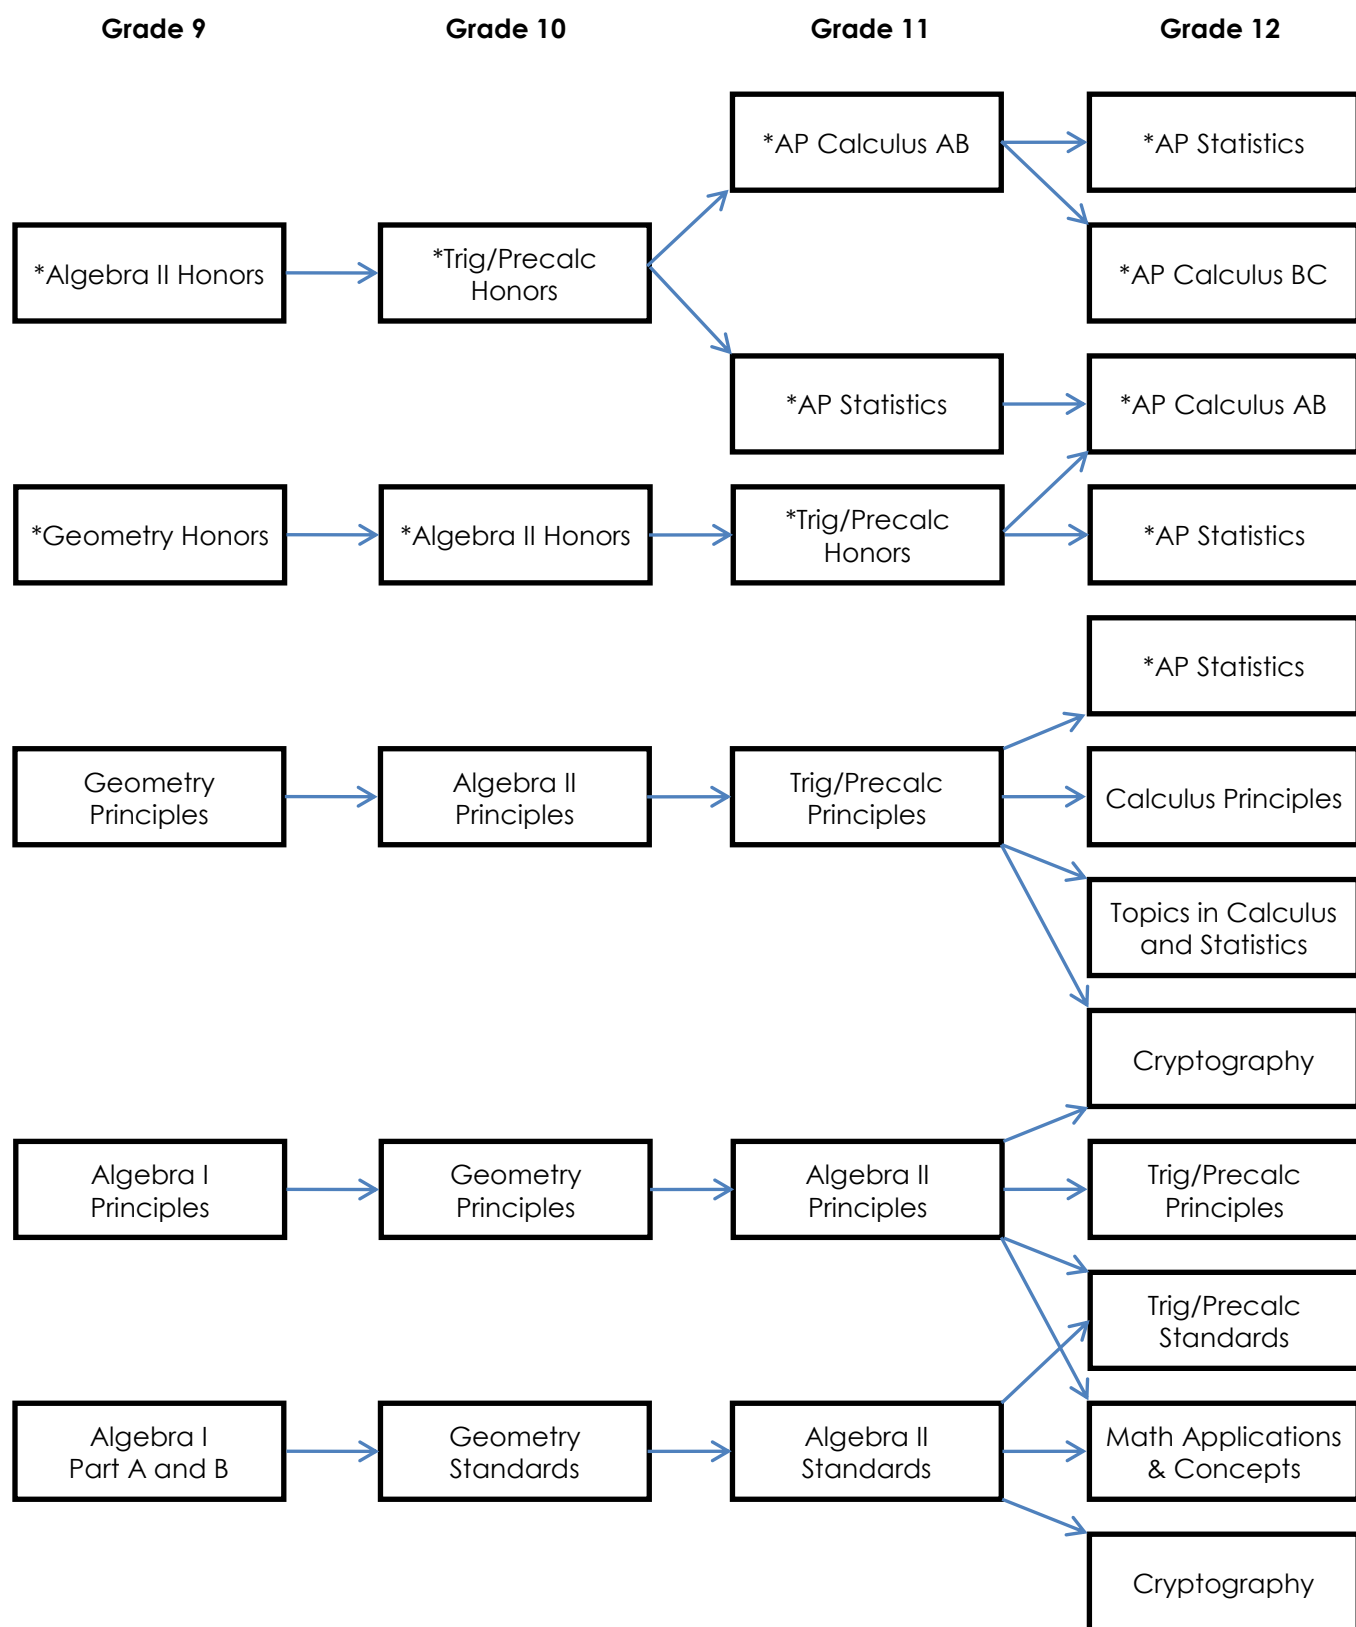 Grade 9 Grade 10 Grade 11 Grade 12
*AP Calculus AB
*AP Statistics
*Algebra II Honors
*Trig/Precalc
Honors
*AP Calculus BC
*AP Statistics
*AP Calculus AB
*Geometry Honors
*Algebra II Honors
*Trig/Precalc
Honors
*AP Statistics
*AP Statistics
Geometry
Principles
Algebra II
Principles
Trig/Precalc
Principles
Calculus Principles
Topics in Calculus
and Statistics
Cryptography
Algebra I
Principles
Geometry
Principles
Algebra II
Principles
Trig/Precalc
Principles
Trig/Precalc
Standards
Algebra I
Part A and B
Geometry
Standards
Algebra II
Standards
Math Applications
& Concepts
Cryptography